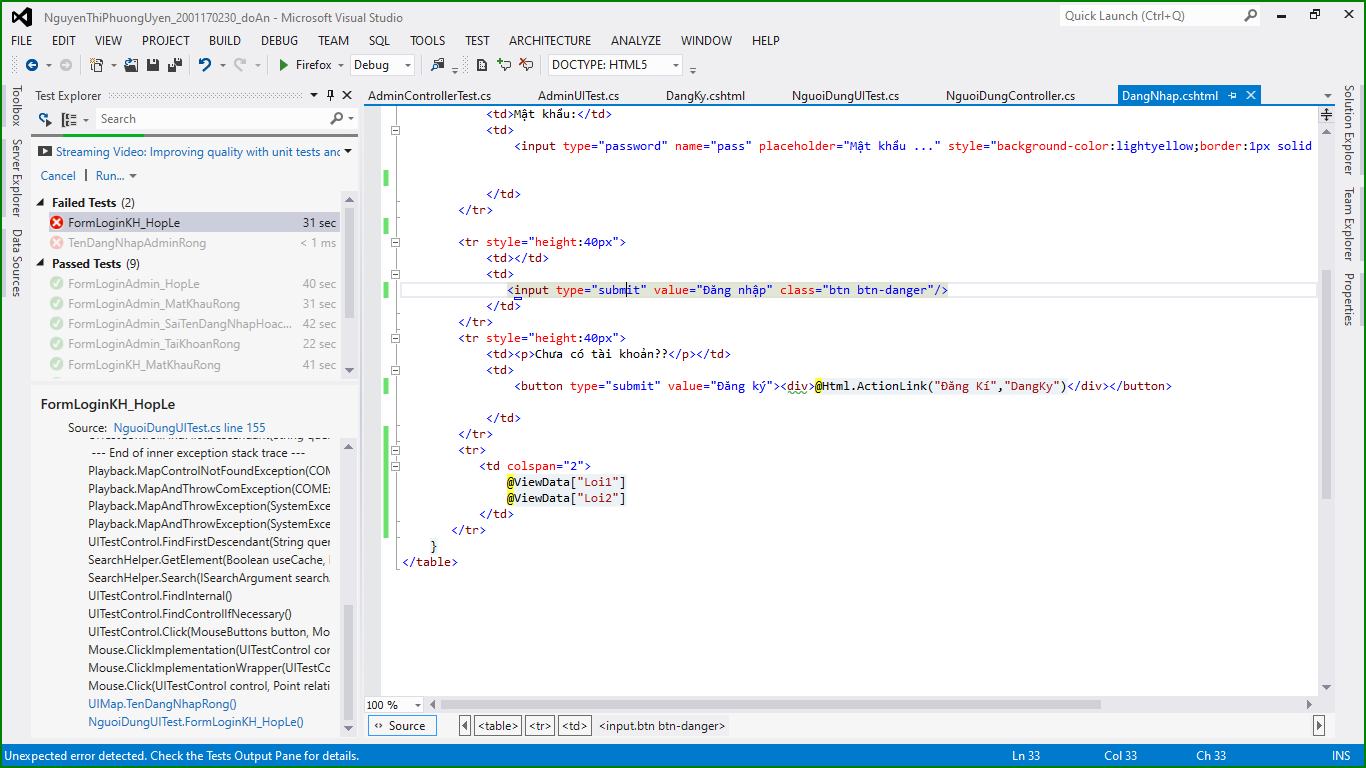 NguyenThiPhuongUyen_2001170230_doAn - Microsoft Visual Studio
Quick Launch (Ctrl+Q)
FILE EDIT VIEW PROJECT BUILD DEBUG TEAM SQL TOOLS TEST ARCHITECTURE ANALYZE WINDOW HELP
Firefox Debug DOCTYPE: HTML5
Toolbox
Server Explorer
Data Sources
Test Explorer
Search
Streaming Video: Improving quality with unit tests and
Cancel | Run...
Failed Tests (2)
FormLoginKH_HopLe 31 sec
TenDangNhapAdminRong < 1 ms
Passed Tests (9)
FormLoginAdmin_HopLe 40 sec
FormLoginAdmin_MatKhauRong 31 sec
FormLoginAdmin_SaiTenDangNhapHoac... 42 sec
FormLoginAdmin_TaiKhoanRong 22 sec
FormLoginKH_MatKhauRong 41 sec
FormLoginKH_HopLe
Source: NguoiDungUITest.cs line 155
--- End of inner exception stack trace ---
Playback.MapControlNotFoundException(COM
Playback.MapAndThrowComException(COMEx
Playback.MapAndThrowException(SystemExce
Playback.MapAndThrowException(SystemExce
UITestControl.FindFirstDescendant(String quer
SearchHelper.GetElement(Boolean useCache,
SearchHelper.Search(ISearchArgument search
UITestControl.FindInternal()
UITestControl.FindControlIfNecessary()
UITestControl.Click(MouseButtons button, Mo
Mouse.ClickImplementation(UITestControl con
Mouse.ClickImplementationWrapper(UITestCo
Mouse.Click(UITestControl control, Point relati
UIMap.TenDangNhapRong()
NguoiDungUITest.FormLoginKH_HopLe()
AdminControllerTest.cs AdminUITest.cs DangKy.cshtml NguoiDungUITest.cs NguoiDungController.cs DangNhap.cshtml
<td>Mật khẩu:</td>
<td>
<input type="password" name="pass" placeholder="Mật khẩu ..." style="background-color:lightyellow;border:1px solid
</td>
</tr>
<tr style="height:40px">
<td></td>
<td>
<input type="submit" value="Đăng nhập" class="btn btn-danger"/>
</td>
</tr>
<tr style="height:40px">
<td><p>Chưa có tài khoản??</p></td>
<td>
<button type="submit" value="Đăng ký"><div>@Html.ActionLink("Đăng Kí","DangKy")</div></button>
</td>
</tr>
<tr>
<td colspan="2">
@ViewData["Loi1"]
@ViewData["Loi2"]
</td>
</tr>
}
</table>
100 %
Source <table> <tr> <td> <input.btn btn-danger>
Solution Explorer
Team Explorer
Properties
Unexpected error detected. Check the Tests Output Pane for details. Ln 33 Col 33 Ch 33 INS